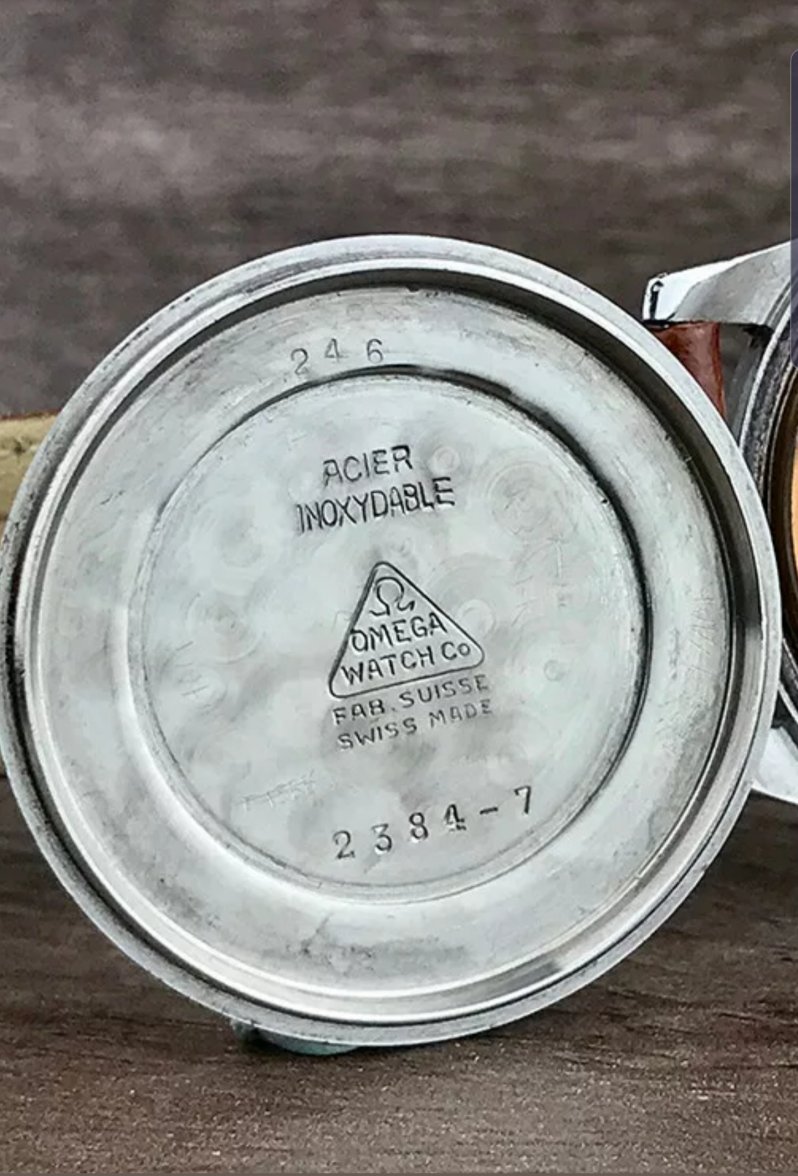 246
ACIER
INOXYDABLE
Ω
OMEGA
WATCH Co
FAB. SUISSE
SWISS MADE
2384-7